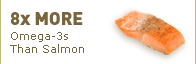 8x MORE
Omega-3s
Than Salmon